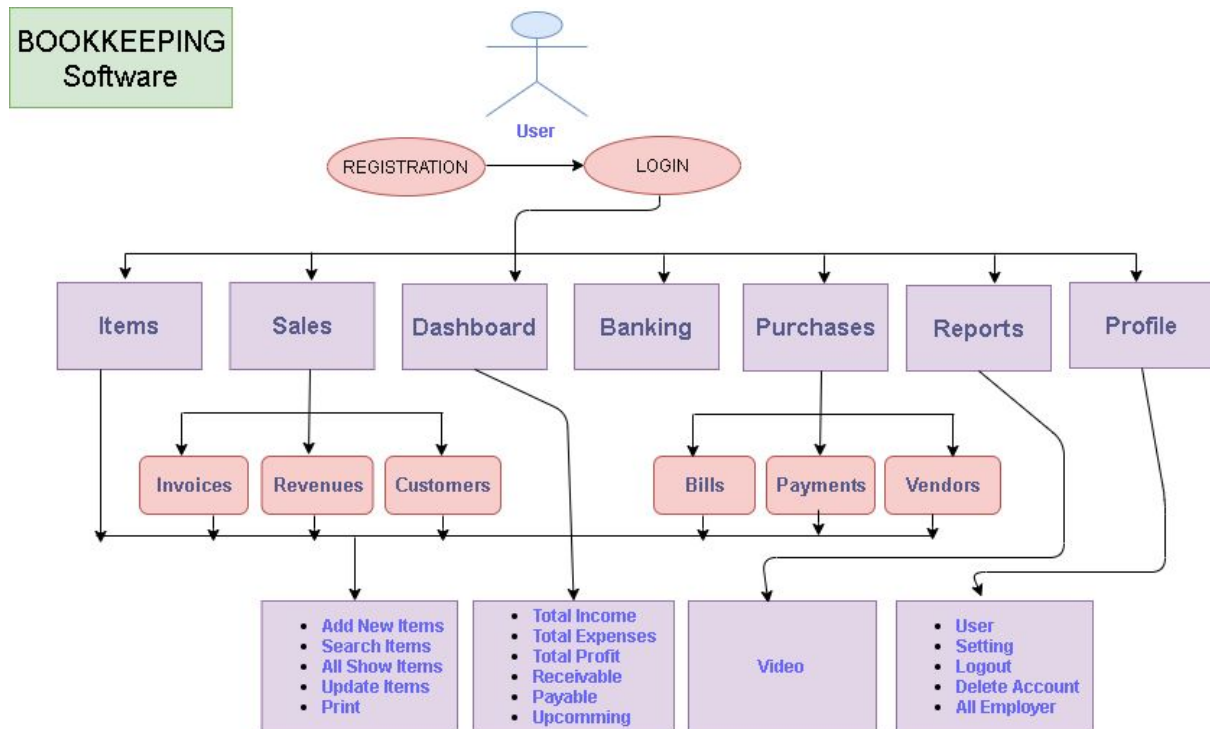 BOOKKEEPING
Software
User
REGISTRATION
LOGIN
Items
Sales
Dashboard
Banking
Purchases
Reports
Profile
Invoices
Revenues
Customers
Bills
Payments
Vendors
Add New Items
Search Items
All Show Items
Update Items
Print
Total Income
Total Expenses
Total Profit
Receivable
Payable
Upcomming
Video
User
Setting
Logout
Delete Account
All Employer